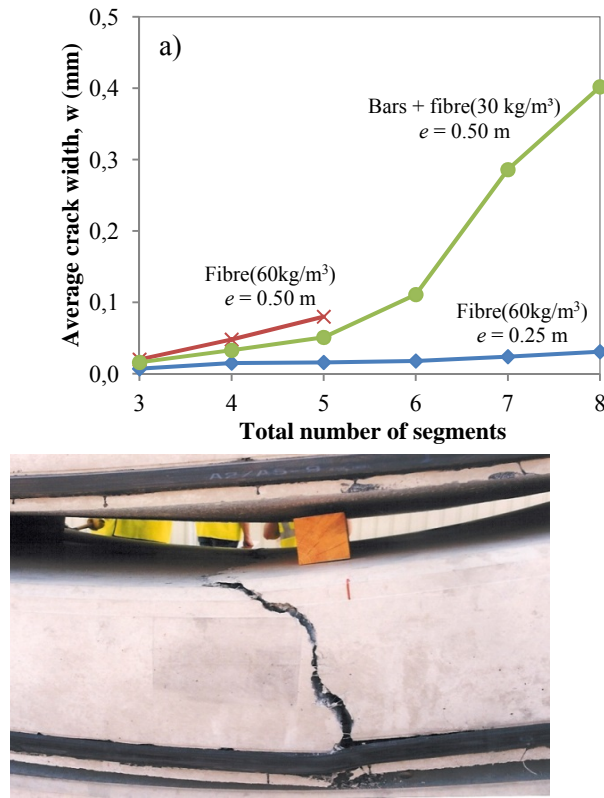 0,5
a)
0,4
Bars + fibre(30 kg/m³)
e = 0.50 m
0,3
0,2
Fibre(60kg/m³)
e = 0.50 m
Fibre(60kg/m³)
e = 0.25 m
0,1
0,0
3 4 5 6 7 8
Average crack width, w (mm)
Total number of segments